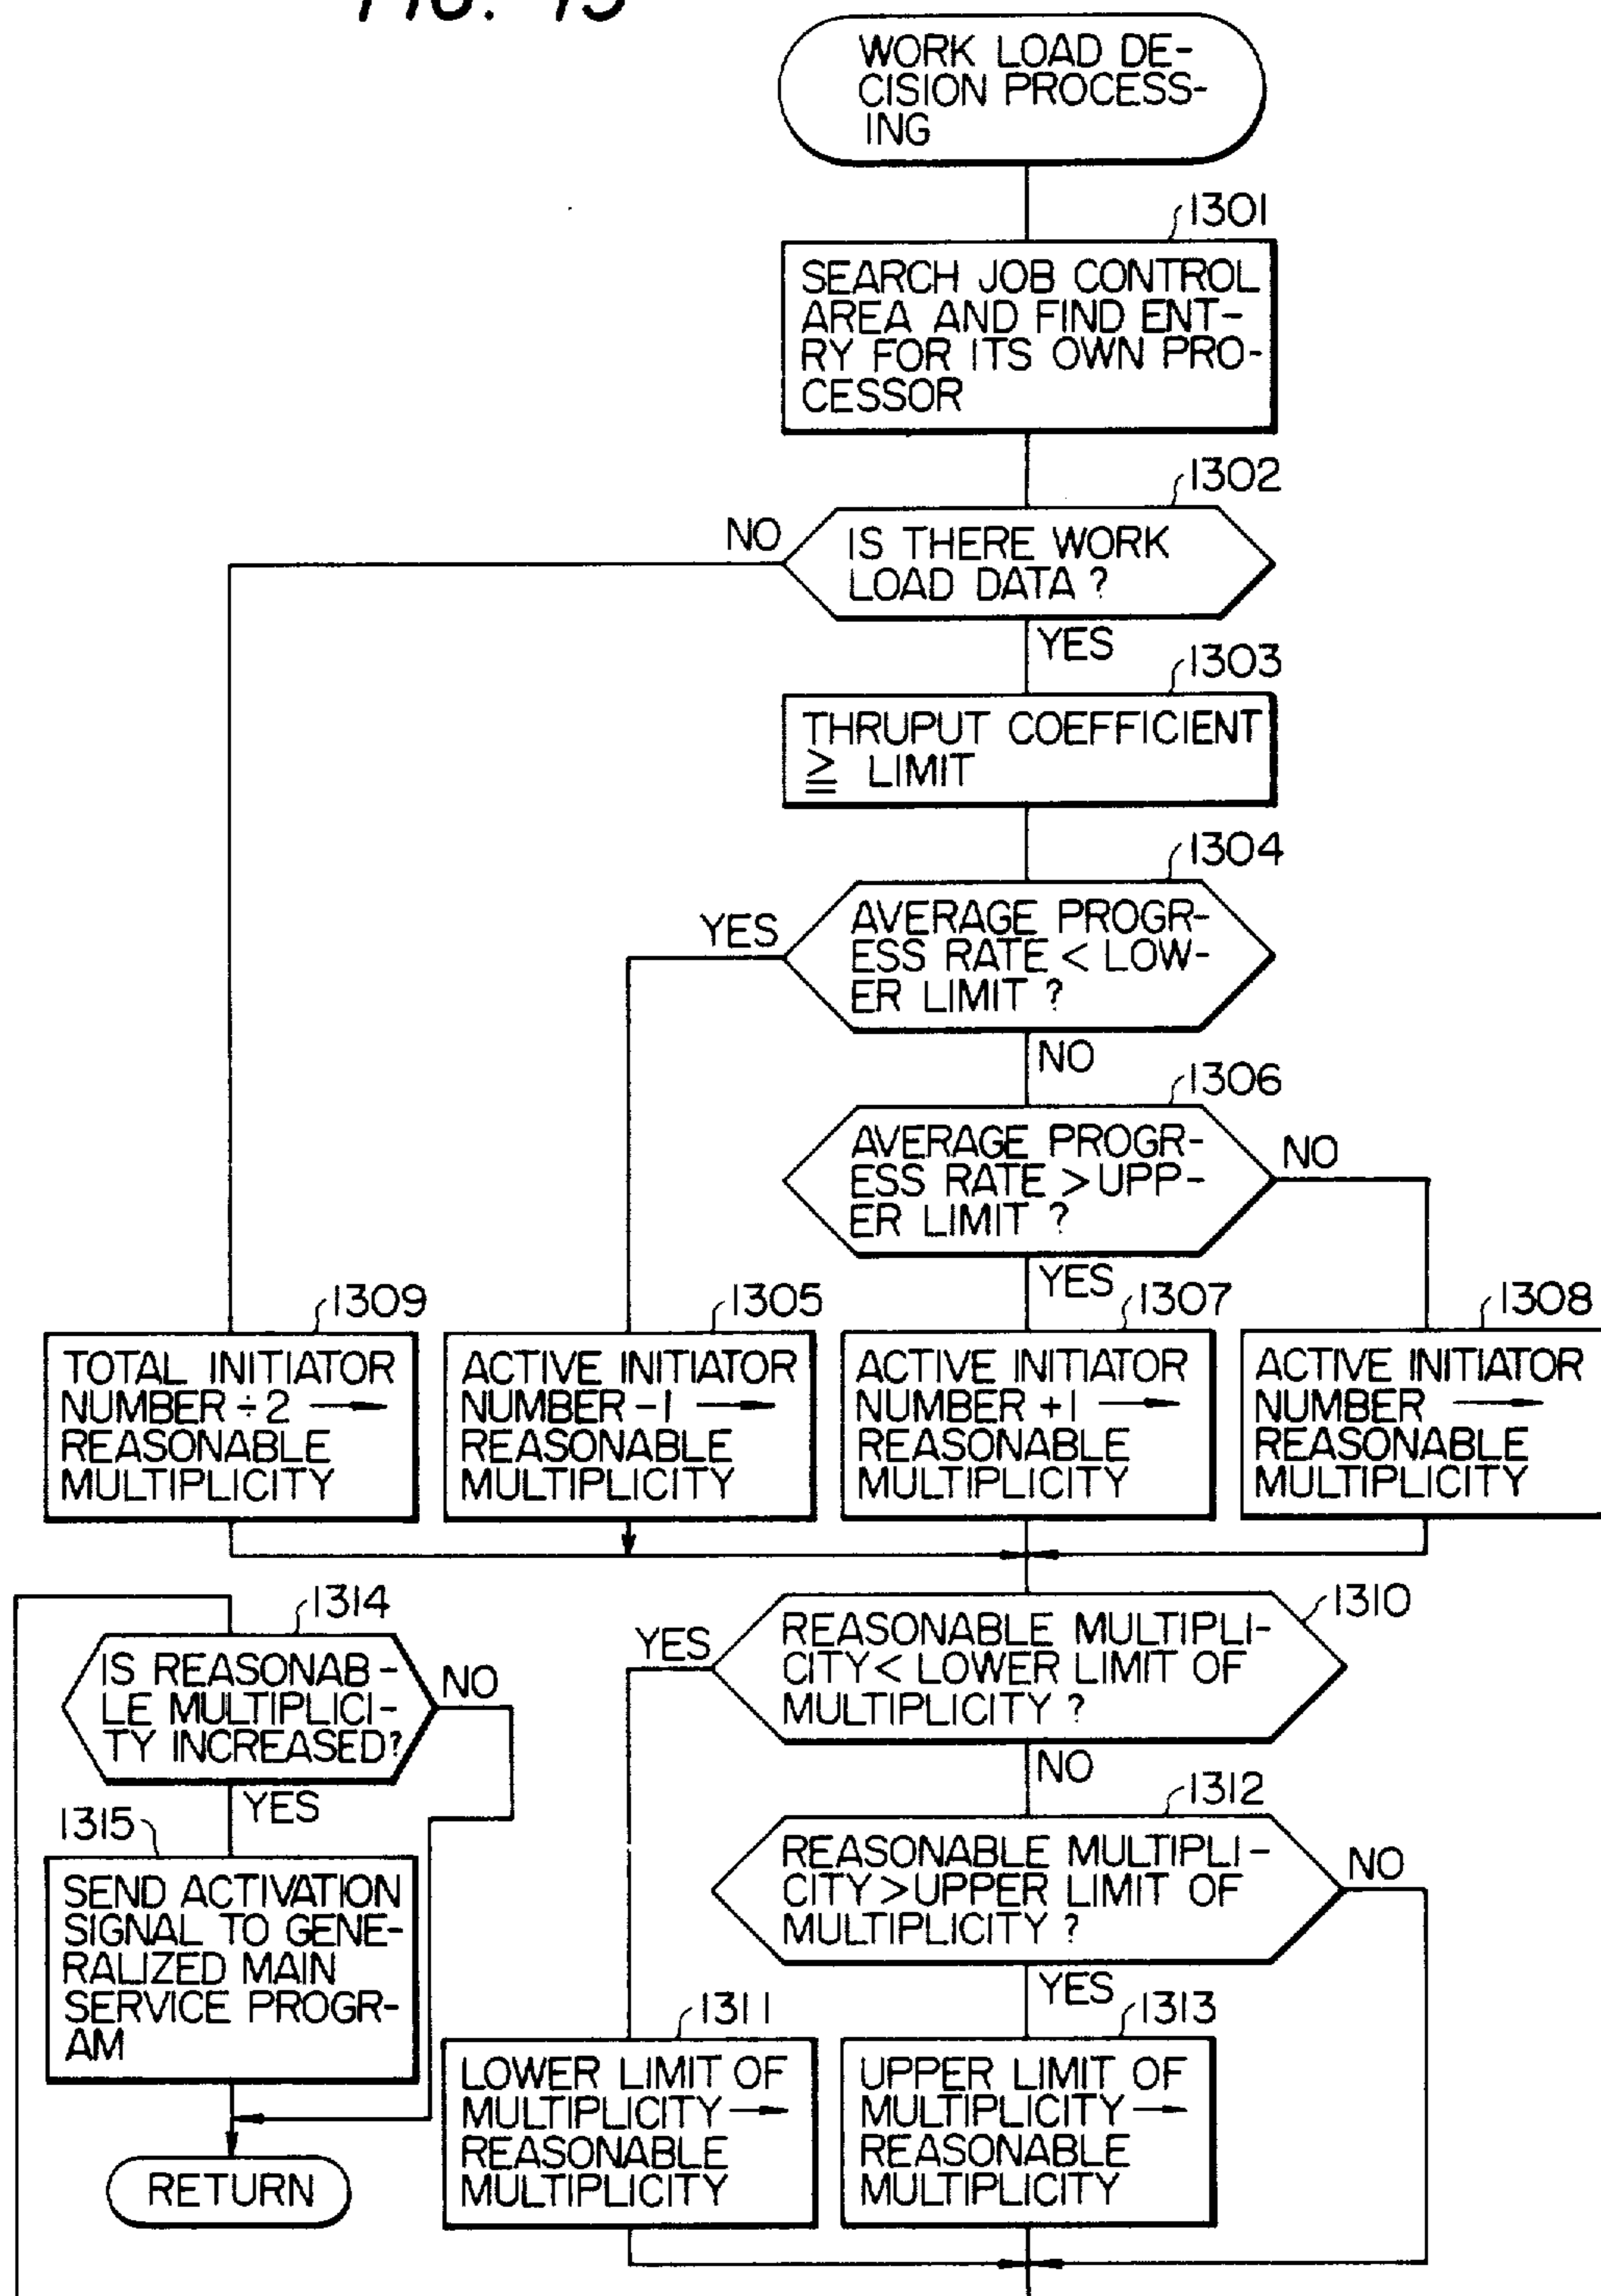 FIG. 13
WORK LOAD DE-
CISION PROCESS-
ING
1301
SEARCH JOB CONTROL
AREA AND FIND ENT-
RY FOR ITS OWN PRO-
CESSOR
1302
NO
IS THERE WORK
LOAD DATA ?
YES
1303
THRUPUT COEFFICIENT
≧ LIMIT
1304
YES
AVERAGE PROGR-
ESS RATE < LOW-
ER LIMIT ?
NO
1306
AVERAGE PROGR-
ESS RATE > UPP-
ER LIMIT ?
NO
YES
1309
TOTAL INITIATOR
NUMBER ÷ 2 →
REASONABLE
MULTIPLICITY
1305
ACTIVE INITIATOR
NUMBER - 1 →
REASONABLE
MULTIPLICITY
1307
ACTIVE INITIATOR
NUMBER + 1 →
REASONABLE
MULTIPLICITY
1308
ACTIVE INITIATOR
NUMBER →
REASONABLE
MULTIPLICITY
1310
YES
REASONABLE MULTIPLI-
CITY < LOWER LIMIT OF
MULTIPLICITY ?
NO
1312
REASONABLE MULTIPLI-
CITY > UPPER LIMIT OF
MULTIPLICITY ?
NO
YES
1311
LOWER LIMIT OF
MULTIPLICITY →
REASONABLE
MULTIPLICITY
1313
UPPER LIMIT OF
MULTIPLICITY →
REASONABLE
MULTIPLICITY
1314
IS REASONAB-
LE MULTIPLICI-
TY INCREASED?
NO
YES
1315
SEND ACTIVATION
SIGNAL TO GENE-
RALIZED MAIN
SERVICE PROGR-
AM
RETURN